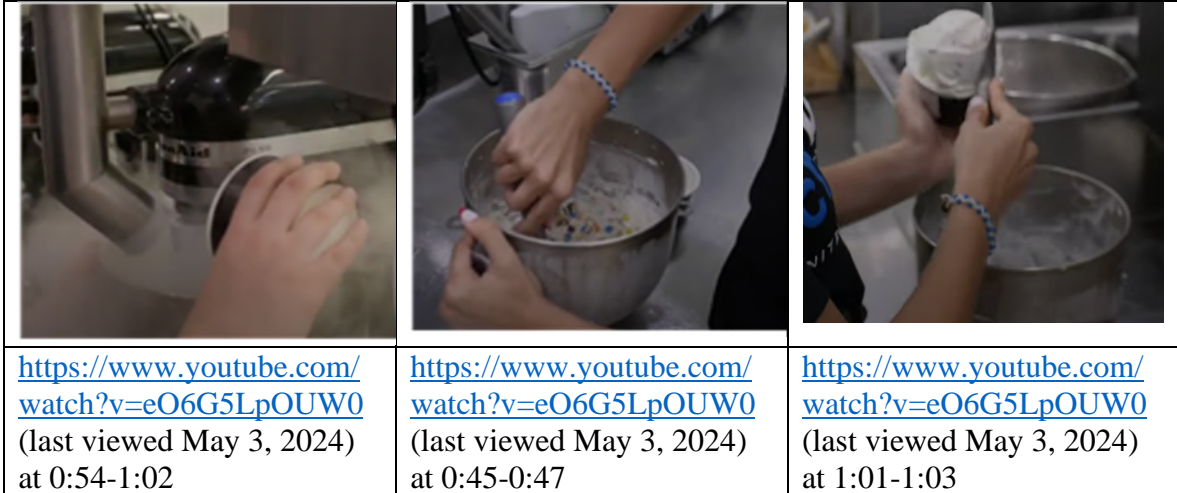 nAid
https://www.youtube.com/
watch?v=eO6G5LpOUW0
(last viewed May 3, 2024)
at 0:54-1:02
https://www.youtube.com/
watch?v=eO6G5LpOUW0
(last viewed May 3, 2024)
at 0:45-0:47
https://www.youtube.com/
watch?v=eO6G5LpOUW0
(last viewed May 3, 2024)
at 1:01-1:03